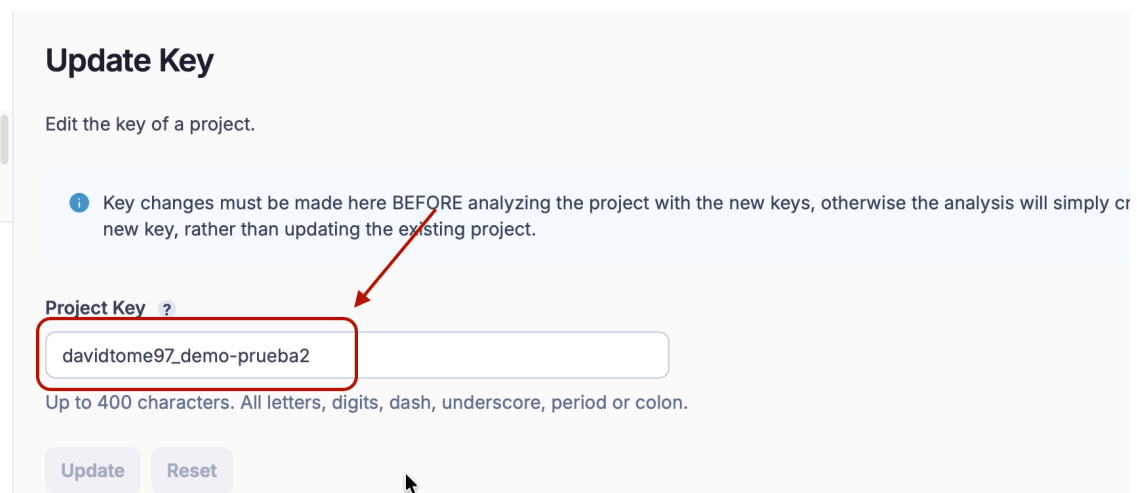 Update Key
Edit the key of a project.
i
Key changes must be made here BEFORE analyzing the project with the new keys, otherwise the analysis will simply
new key, rather than updating the existing project.
Project Key ?
davidtome97_demo-prueba2
Up to 400 characters. All letters, digits, dash, underscore, period or colon.
Update Reset